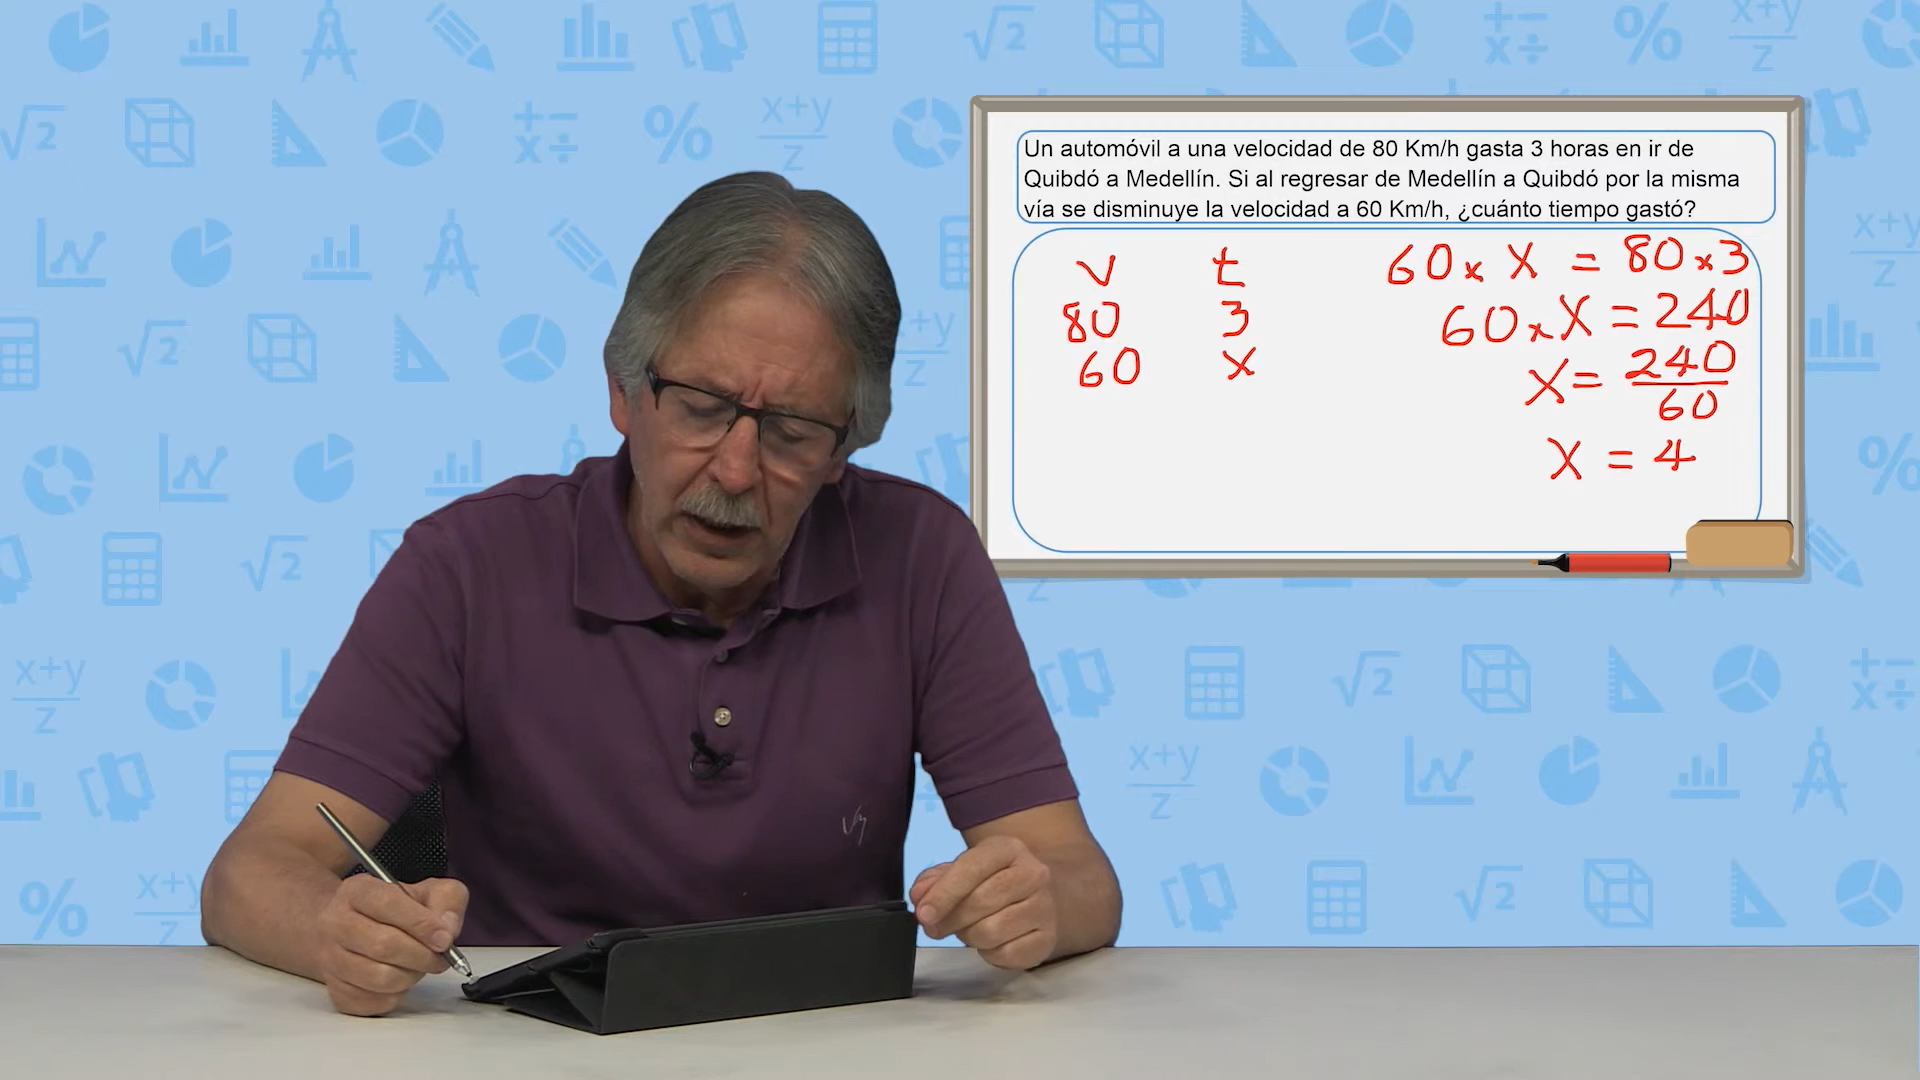 Un automóvil a una velocidad de 80 Km/h gasta 3 horas en ir de
Quibdó a Medellín. Si al regresar de Medellín a Quibdó por la misma
vía se disminuye la velocidad a 60 Km/h, ¿cuánto tiempo gastó?
v t
80 3
60 x
60 x X = 80 x 3
60 x X = 240
X = 240
60
X = 4